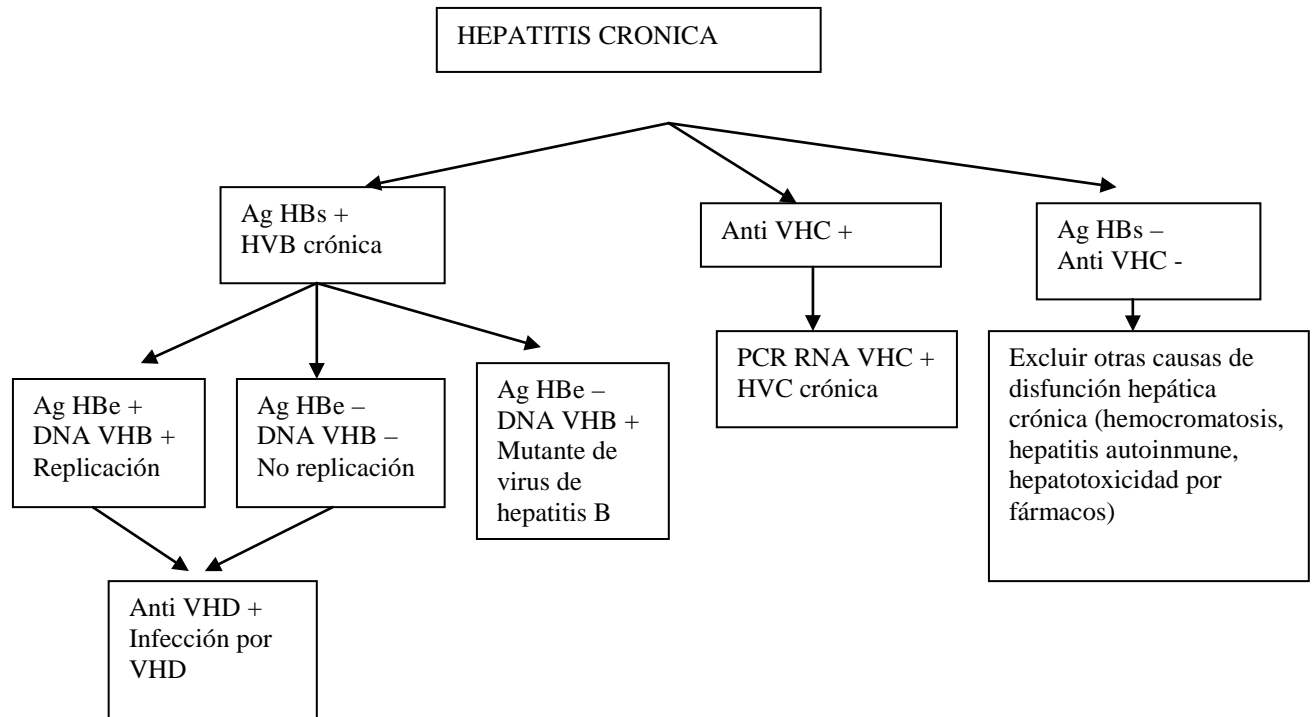 HEPATITIS CRONICA
Ag HBs +
HVB crónica
Anti VHC +
Ag HBs –
Anti VHC -
Ag HBe +
DNA VHB +
Replicación
Ag HBe –
DNA VHB –
No replicación
Ag HBe –
DNA VHB +
Mutante de
virus de
hepatitis B
PCR RNA VHC +
HVC crónica
Excluir otras causas de
disfunción hepática
crónica (hemocromatosis,
hepatitis autoinmune,
hepatotoxicidad por
fármacos)
Anti VHD +
Infección por
VHD